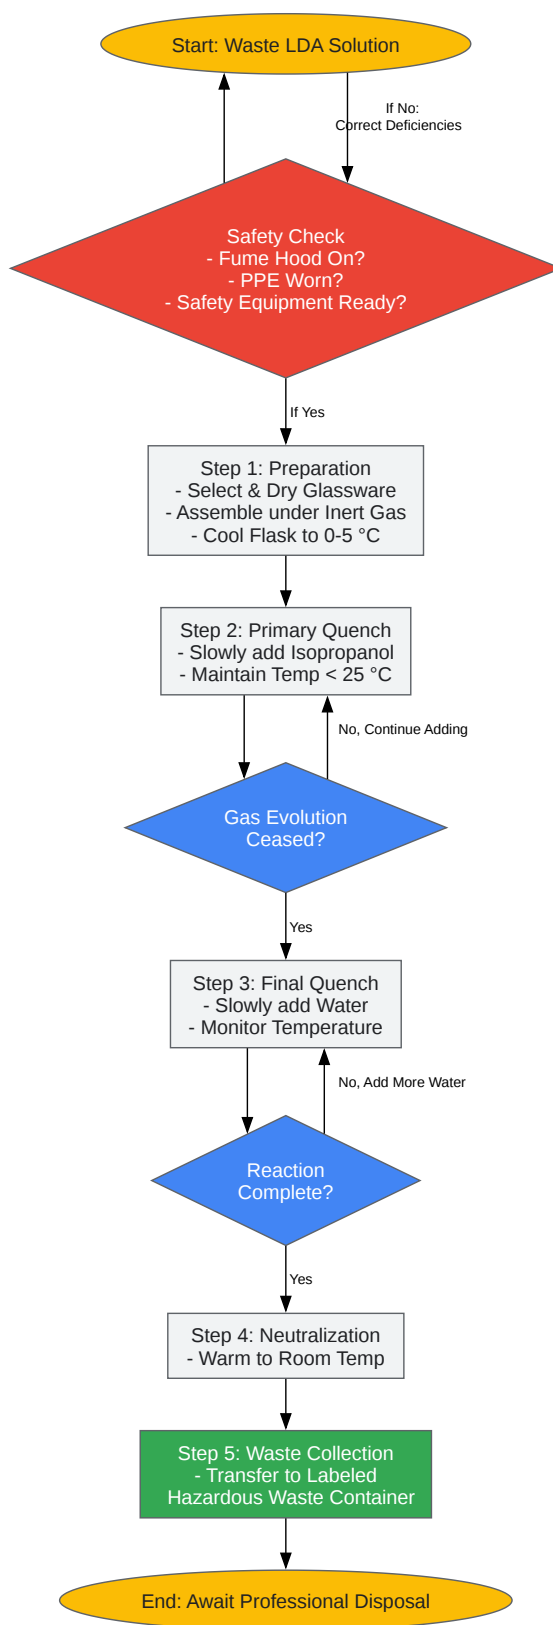 Start: Waste LDA Solution
If No:
Correct Deficiencies
Safety Check
- Fume Hood On?
- PPE Worn?
- Safety Equipment Ready?
If Yes
Step 1: Preparation
- Select & Dry Glassware
- Assemble under Inert Gas
- Cool Flask to 0-5 °C
Step 2: Primary Quench
- Slowly add Isopropanol
- Maintain Temp < 25 °C
No, Continue Adding
Gas Evolution
Ceased?
Yes
Step 3: Final Quench
- Slowly add Water
- Monitor Temperature
No, Add More Water
Reaction
Complete?
Yes
Step 4: Neutralization
- Warm to Room Temp
Step 5: Waste Collection
- Transfer to Labeled
Hazardous Waste Container
End: Await Professional Disposal